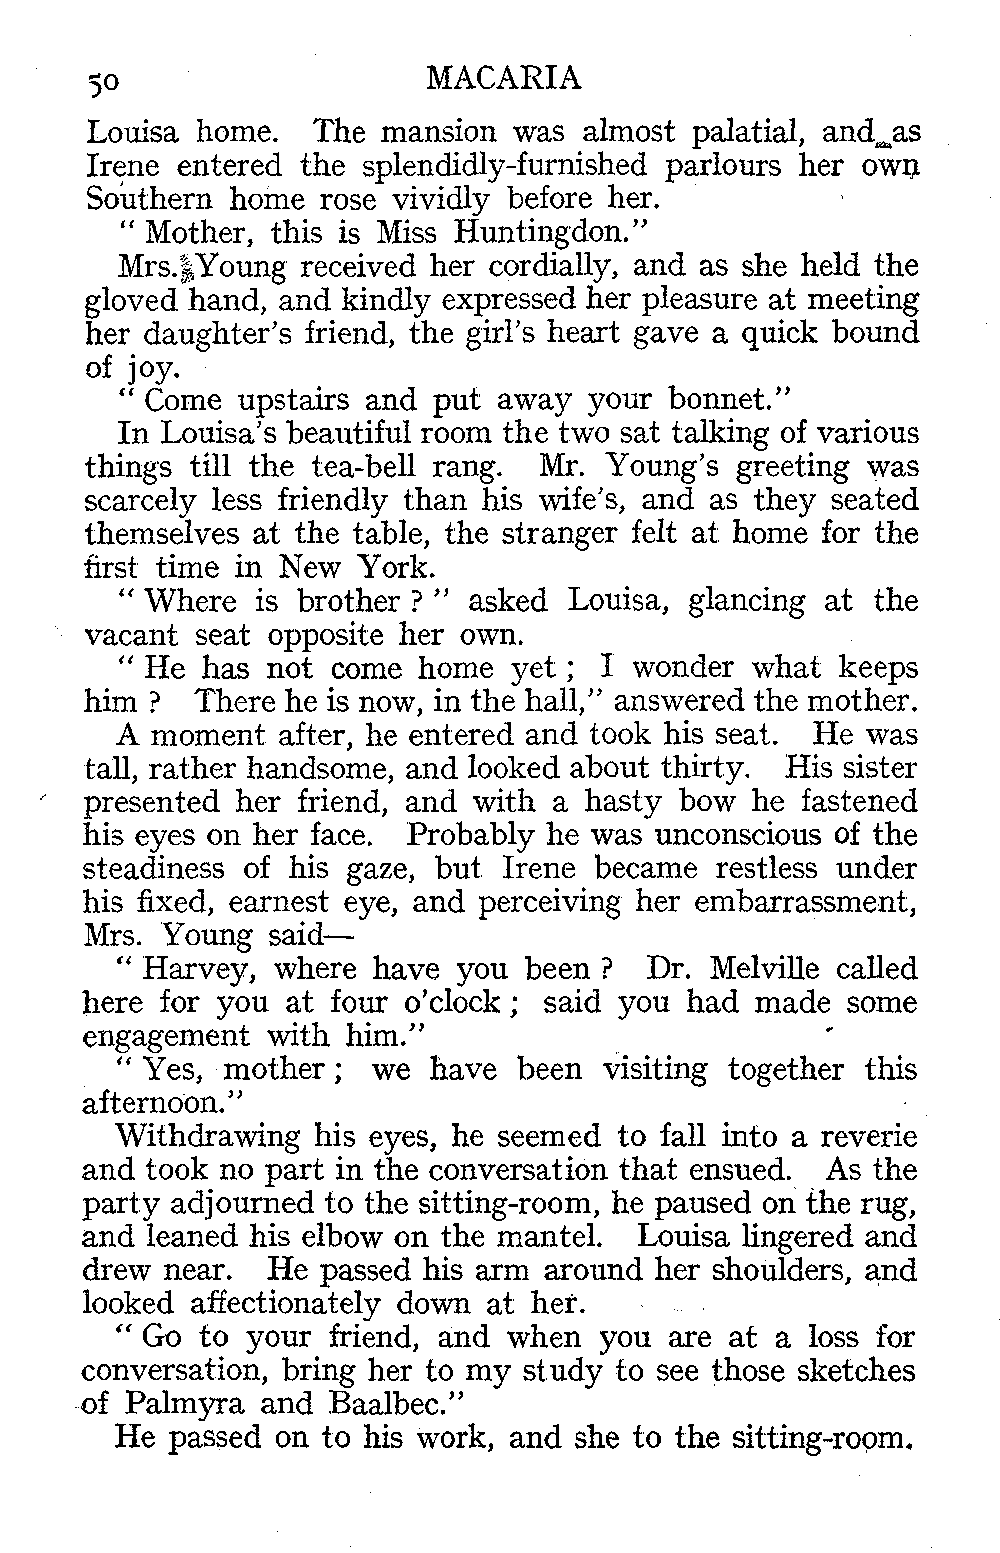 50 MACARIA
Louisa home. The mansion was almost palatial, and as
Irene entered the splendidly-furnished parlours her own
Southern home rose vividly before her.
“ Mother, this is Miss Huntingdon.”
Mrs. Young received her cordially, and as she held the
gloved hand, and kindly expressed her pleasure at meeting
her daughter’s friend, the girl’s heart gave a quick bound
of joy.
“ Come upstairs and put away your bonnet.”
In Louisa’s beautiful room the two sat talking of various
things till the tea-bell rang. Mr. Young’s greeting was
scarcely less friendly than his wife’s, and as they seated
themselves at the table, the stranger felt at home for the
first time in New York.
“ Where is brother ? ” asked Louisa, glancing at the
vacant seat opposite her own.
“ He has not come home yet ; I wonder what keeps
him ? There he is now, in the hall,” answered the mother.
A moment after, he entered and took his seat. He was
tall, rather handsome, and looked about thirty. His sister
presented her friend, and with a hasty bow he fastened
his eyes on her face. Probably he was unconscious of the
steadiness of his gaze, but Irene became restless under
his fixed, earnest eye, and perceiving her embarrassment,
Mrs. Young said—
“ Harvey, where have you been ? Dr. Melville called
here for you at four o’clock ; said you had made some
engagement with him.”
“ Yes, mother ; we have been visiting together this
afternoon.”
Withdrawing his eyes, he seemed to fall into a reverie
and took no part in the conversation that ensued. As the
party adjourned to the sitting-room, he paused on the rug,
and leaned his elbow on the mantel. Louisa lingered and
drew near. He passed his arm around her shoulders, and
looked affectionately down at her.
“ Go to your friend, and when you are at a loss for
conversation, bring her to my study to see those sketches
of Palmyra and Baalbec.”
He passed on to his work, and she to the sitting-room.